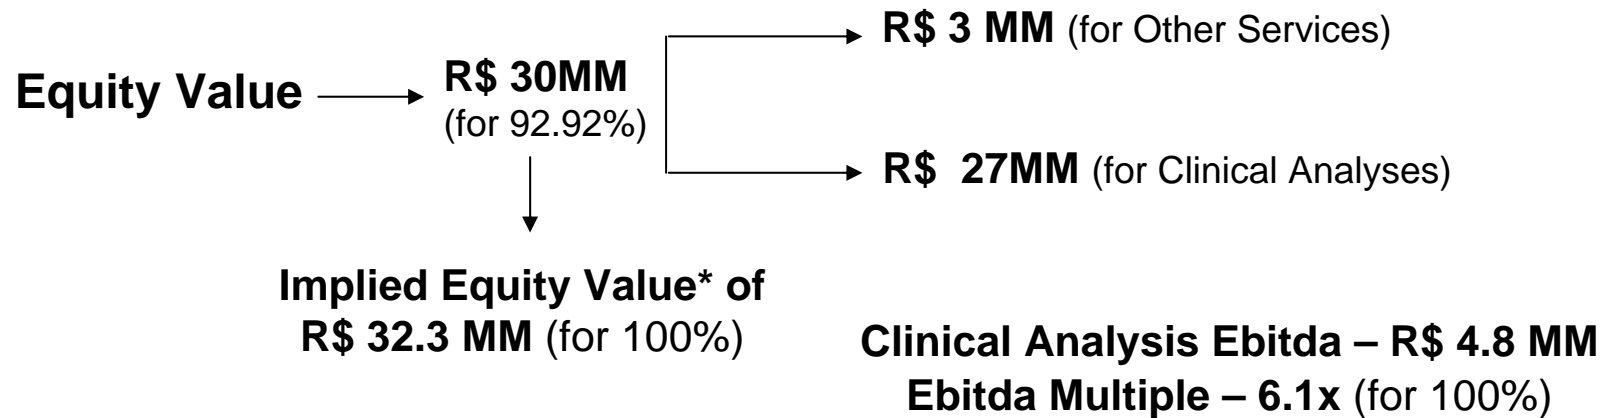 R$ 3 MM (for Other Services)
Equity Value
R$ 30MM
(for 92.92%)
R$ 27MM (for Clinical Analyses)
Implied Equity Value* of
R$ 32.3 MM (for 100%)
Clinical Analysis Ebitda – R$ 4.8 MM
Ebitda Multiple – 6.1x (for 100%)